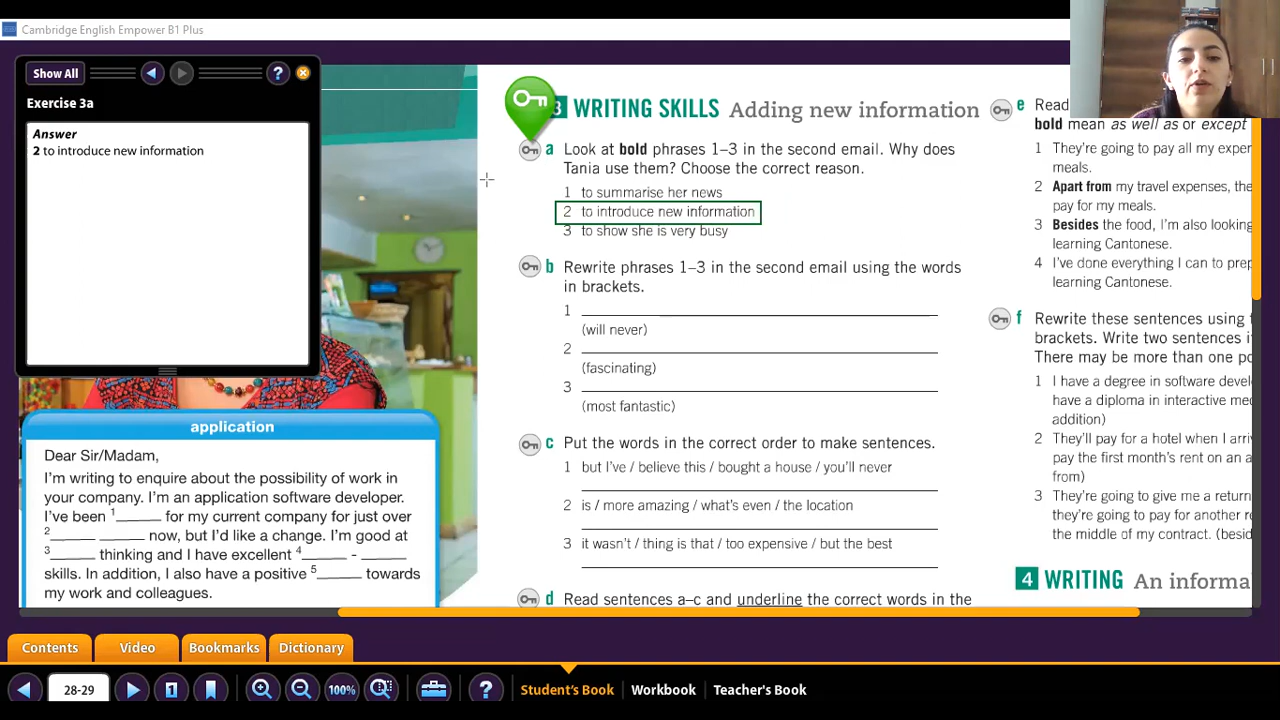 Cambridge English Empower B1 Plus
Show All
?
Exercise 3a
Answer
2 to introduce new information
application
Dear Sir/Madam,
I'm writing to enquire about the possibility of work in
your company. I'm an application software developer.
I've been 1_____ for my current company for just over
2_____ _____ now, but I'd like a change. I'm good at
3_____ thinking and I have excellent 4_____ - _____
skills. In addition, I also have a positive 5_____ towards
my work and colleagues.
3 WRITING SKILLS Adding new information
a Look at bold phrases 1–3 in the second email. Why does
Tania use them? Choose the correct reason.
1 to summarise her news
2 to introduce new information
3 to show she is very busy
b Rewrite phrases 1–3 in the second email using the words
in brackets.
1
(will never)
2
(fascinating)
3
(most fantastic)
c Put the words in the correct order to make sentences.
1 but I've / believe this / bought a house / you'll never
2 is / more amazing / what's even / the location
3 it wasn't / thing is that / too expensive / but the best
d Read sentences a–c and underline the correct words in the
e Read
bold mean as well as or except
1 They're going to pay all my exper
meals.
2 Apart from my travel expenses, the
pay for my meals.
3 Besides the food, I'm also looking
learning Cantonese.
4 I've done everything I can to prep
learning Cantonese.
f Rewrite these sentences using t
brackets. Write two sentences i
There may be more than one po
1 I have a degree in software devel
have a diploma in interactive med
addition)
2 They'll pay for a hotel when I arri
pay the first month's rent on an a
from)
3 They're going to give me a return
they're going to pay for another r
the middle of my contract. (besid
4 WRITING An informa
Contents
Video
Bookmarks
Dictionary
28-29
1
100%
?
Student's Book
Workbook
Teacher's Book